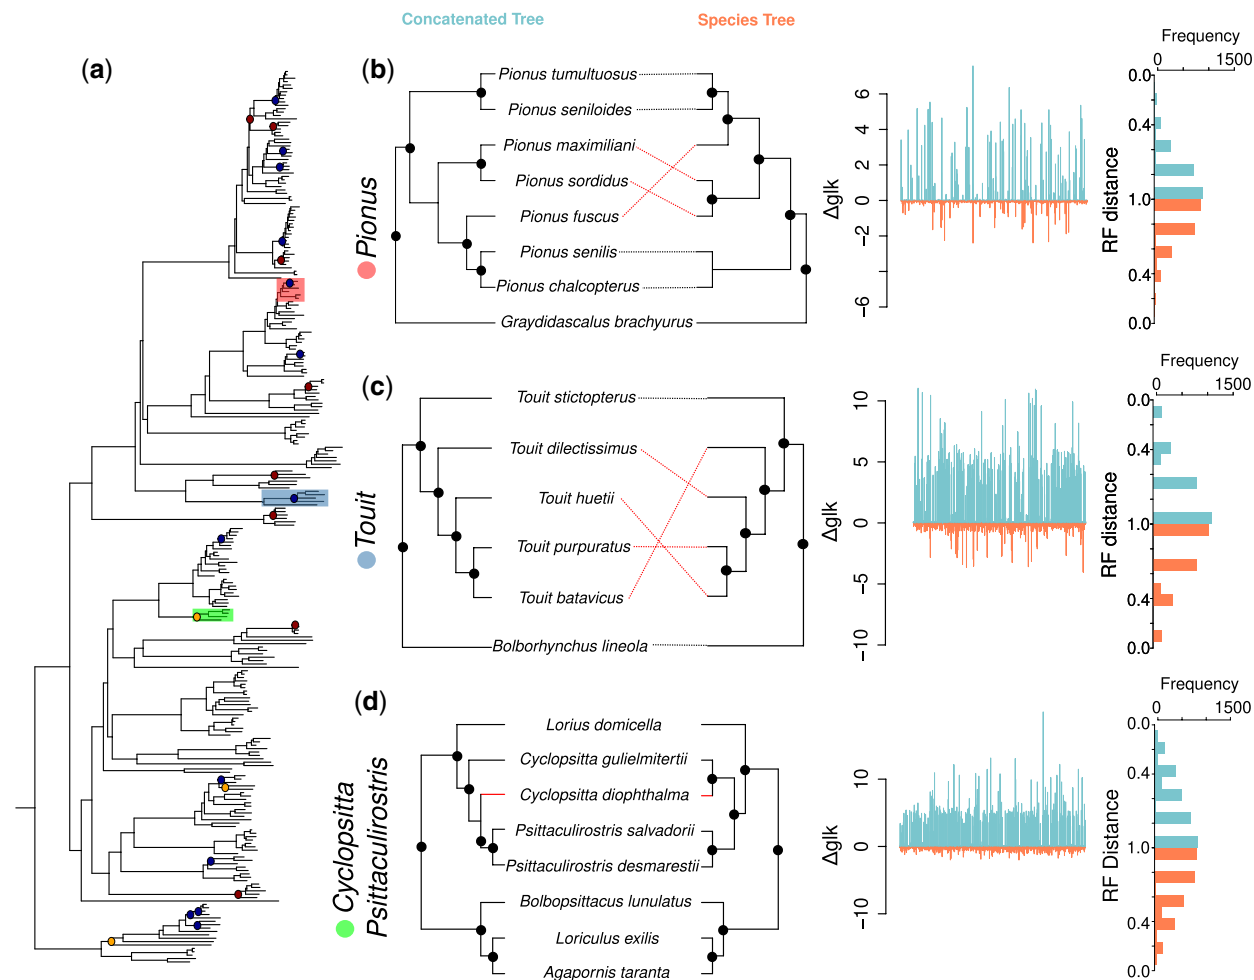 Concatenated Tree
Species Tree
(a)
(b)
Pionus
Pionus tumultuosus
Pionus seniloides
Pionus maximiliani
Pionus sordidus
Pionus fuscus
Pionus senilis
Pionus chalcopterus
Graydidascalus brachyurus
Δglk
6
4
2
0
−2
−6
Frequency
0 1500
RF distance
0.0
0.4
1.0
0.4
0.0
(c)
Touit
Touit stictopterus
Touit dilectissimus
Touit huetii
Touit purpuratus
Touit batavicus
Bolborhynchus lineola
Δglk
10
5
0
−5
−10
Frequency
0 1500
RF distance
0.0
0.4
1.0
0.4
0.0
(d)
Cyclopsitta
Psittaculirostris
Lorius domicella
Cyclopsitta gulielmitertii
Cyclopsitta diophthalma
Psittaculirostris salvadorii
Psittaculirostris desmarestii
Bolbopsittacus lunulatus
Loriculus exilis
Agapornis taranta
Δglk
10
0
−10
Frequency
0 1500
RF Distance
0.0
0.4
1.0
0.4
0.0